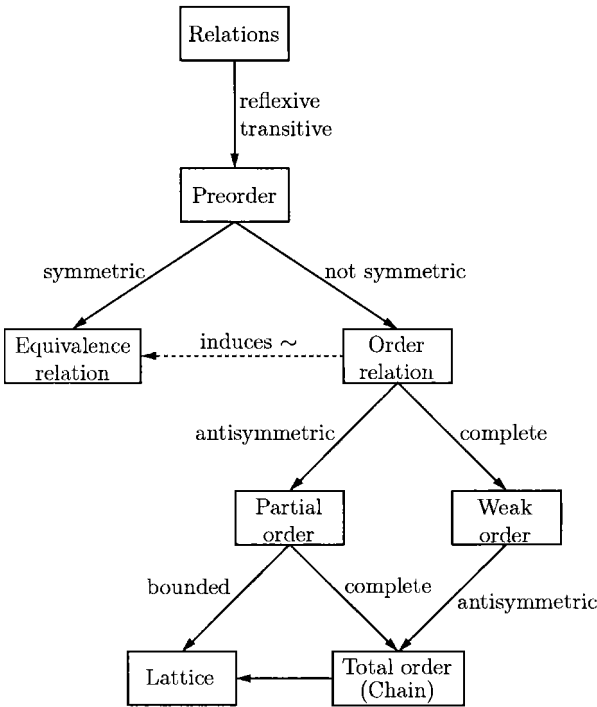 Relations
reflexive
transitive
Preorder
symmetric
not symmetric
Equivalence
relation
induces ~
Order
relation
antisymmetric
complete
Partial
order
Weak
order
bounded
complete
antisymmetric
Lattice
Total order
(Chain)